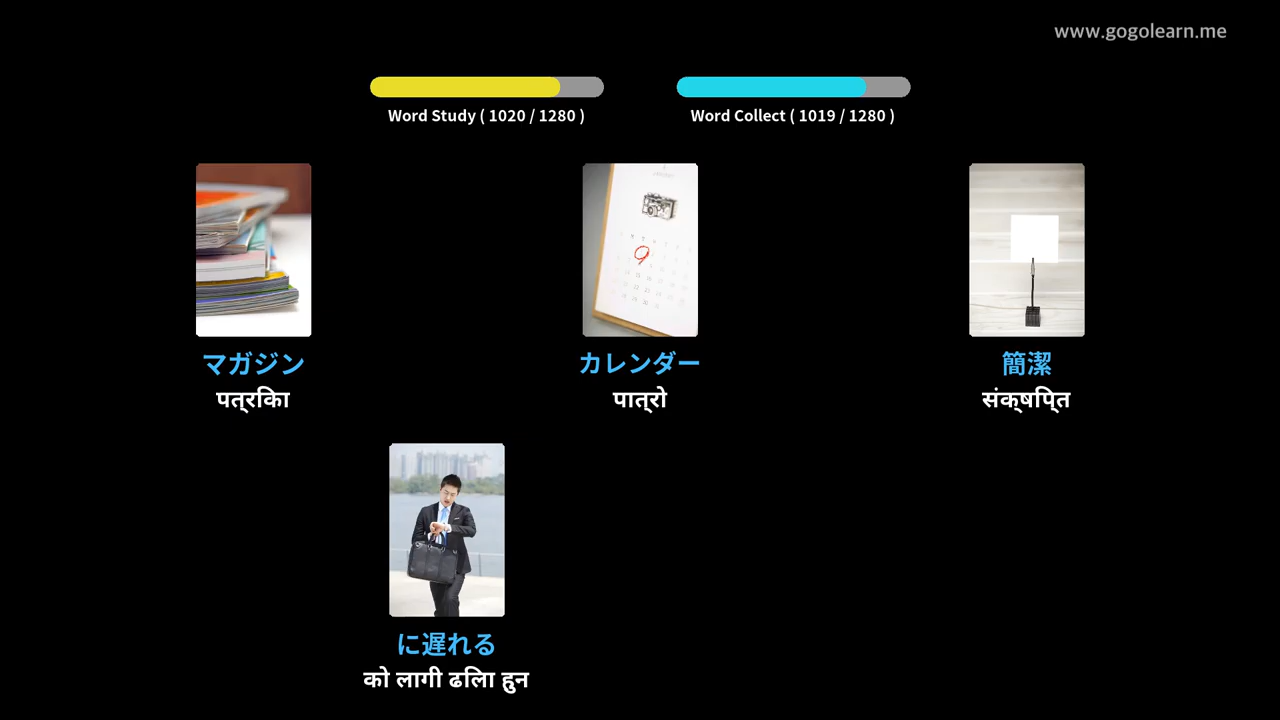 www.gogolearn.me
Word Study ( 1020 / 1280 )
Word Collect ( 1019 / 1280 )
9
マガジン
पत्रिका
カレンダー
पात्रो
簡潔
संक्षिप्त
に遅れる
को लागी ढिला हुन